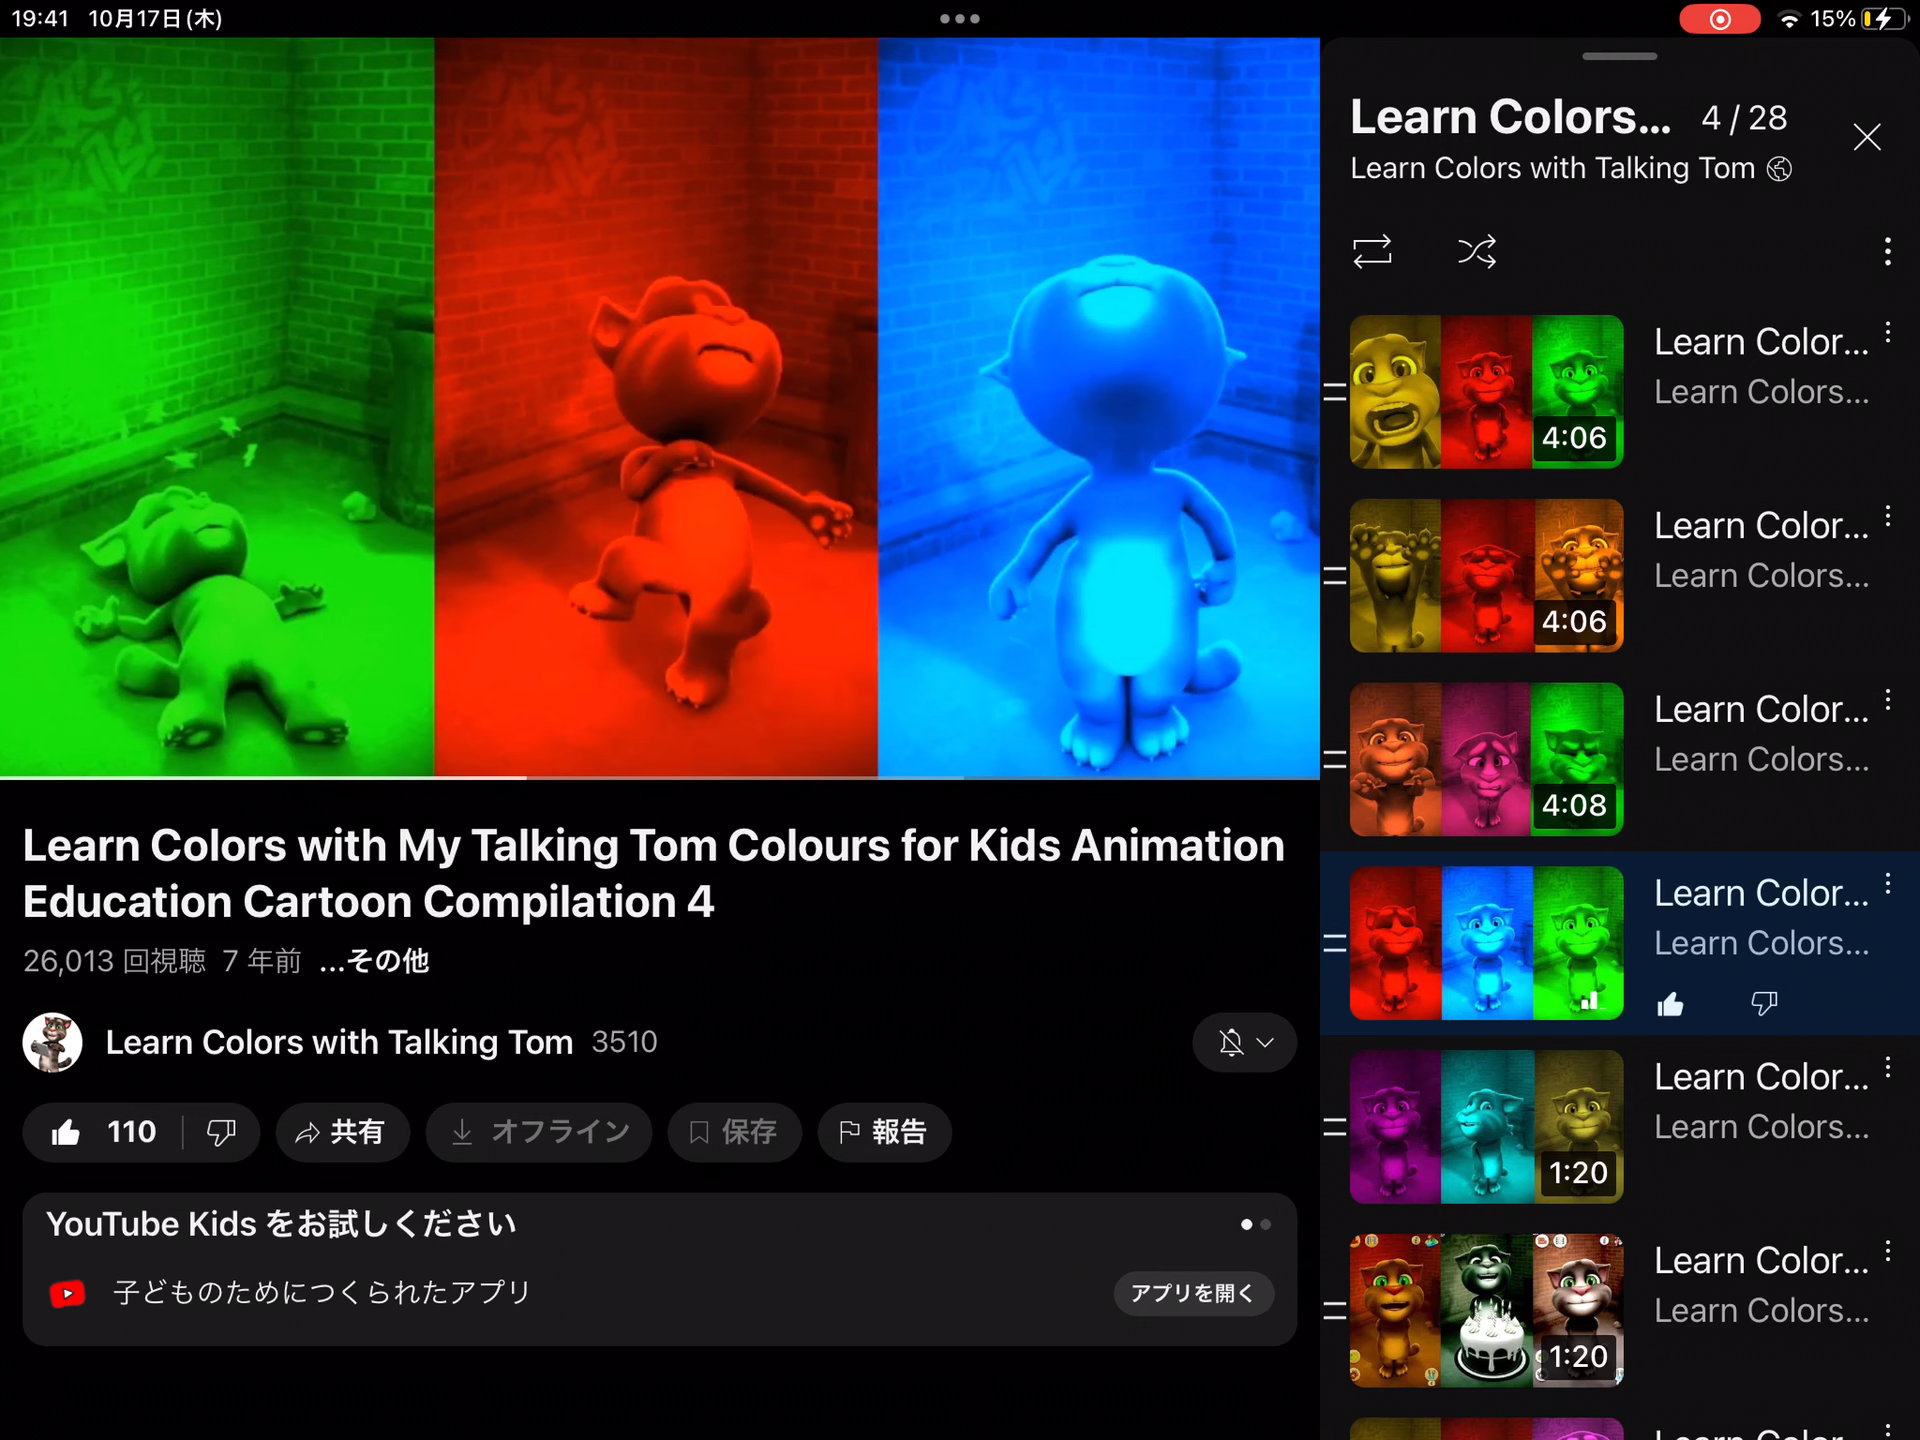 19:41 10月17日(木)
15%
Learn Colors... 4 / 28
Learn Colors with Talking Tom
Learn Color...
Learn Colors...
4:06
Learn Color...
Learn Colors...
4:06
Learn Color...
Learn Colors...
4:08
Learn Color...
Learn Colors...
Learn Color...
Learn Colors...
1:20
Learn Color...
Learn Colors...
1:20
Learn Colors with My Talking Tom Colours for Kids Animation
Education Cartoon Compilation 4
26,013 回視聴 7 年前 ...その他
Learn Colors with Talking Tom 3510
110 共有 オフライン 保存 報告
YouTube Kids をお試しください
子どものためにつくられたアプリ
アプリを開く